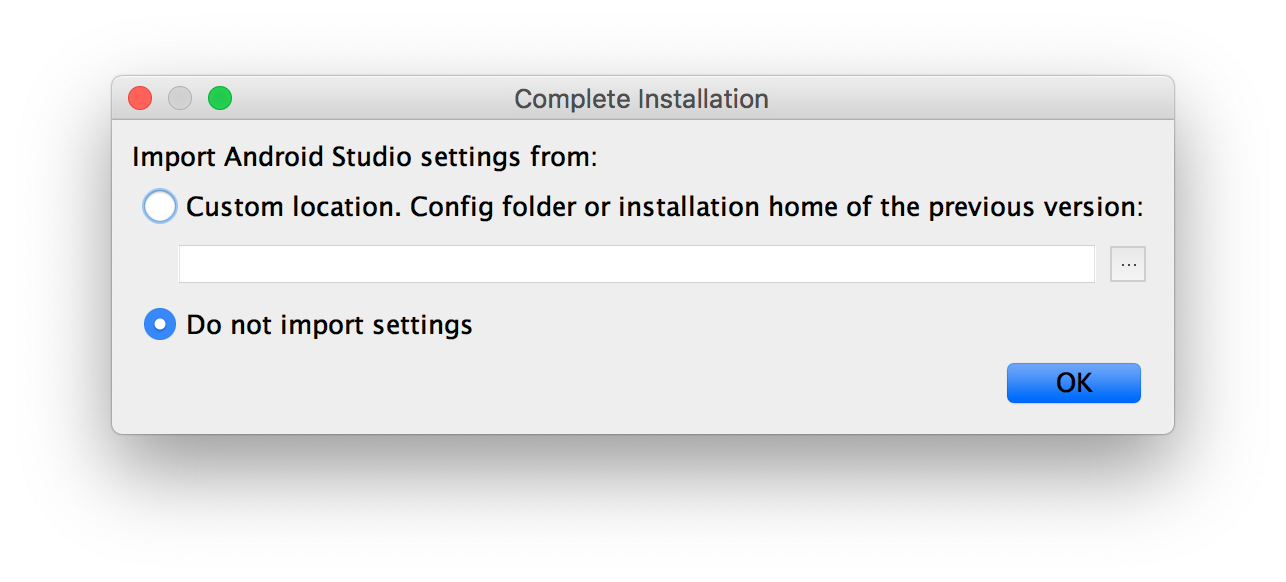 Complete Installation
Import Android Studio settings from:
Custom location. Config folder or installation home of the previous version:
...
Do not import settings
OK